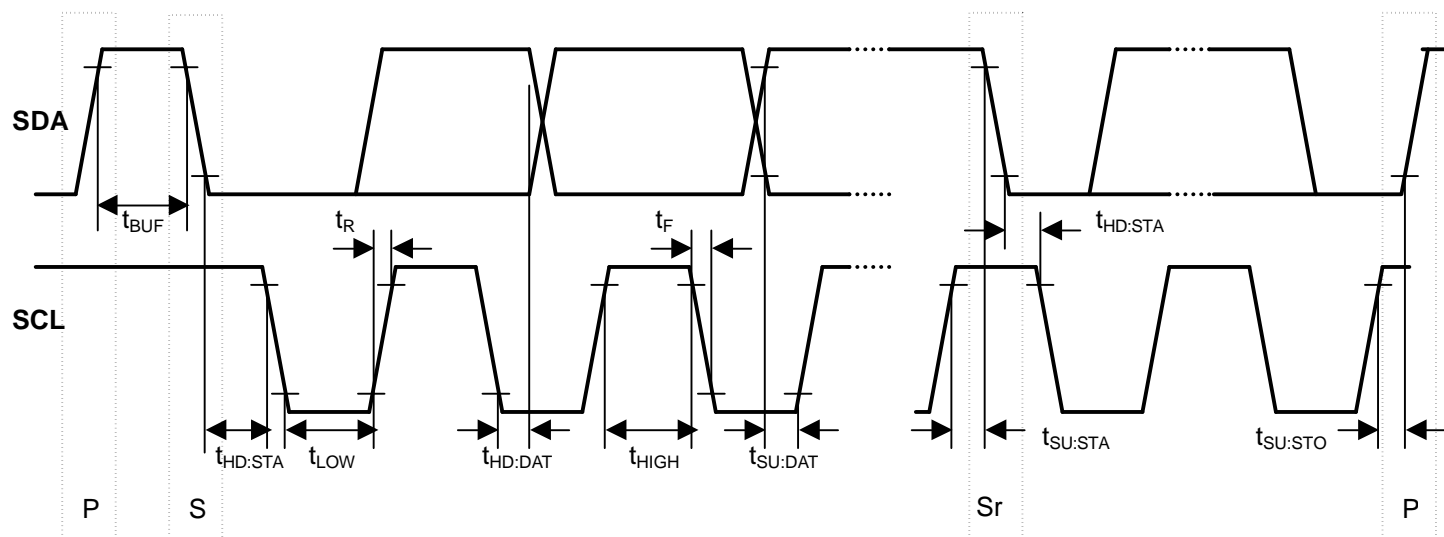 SDA
tBUF
tR
tF
tHD:STA
SCL
tHD:STA
tLOW
tHD:DAT
tHIGH
tSU:DAT
tSU:STA
tSU:STO
P
S
Sr
P